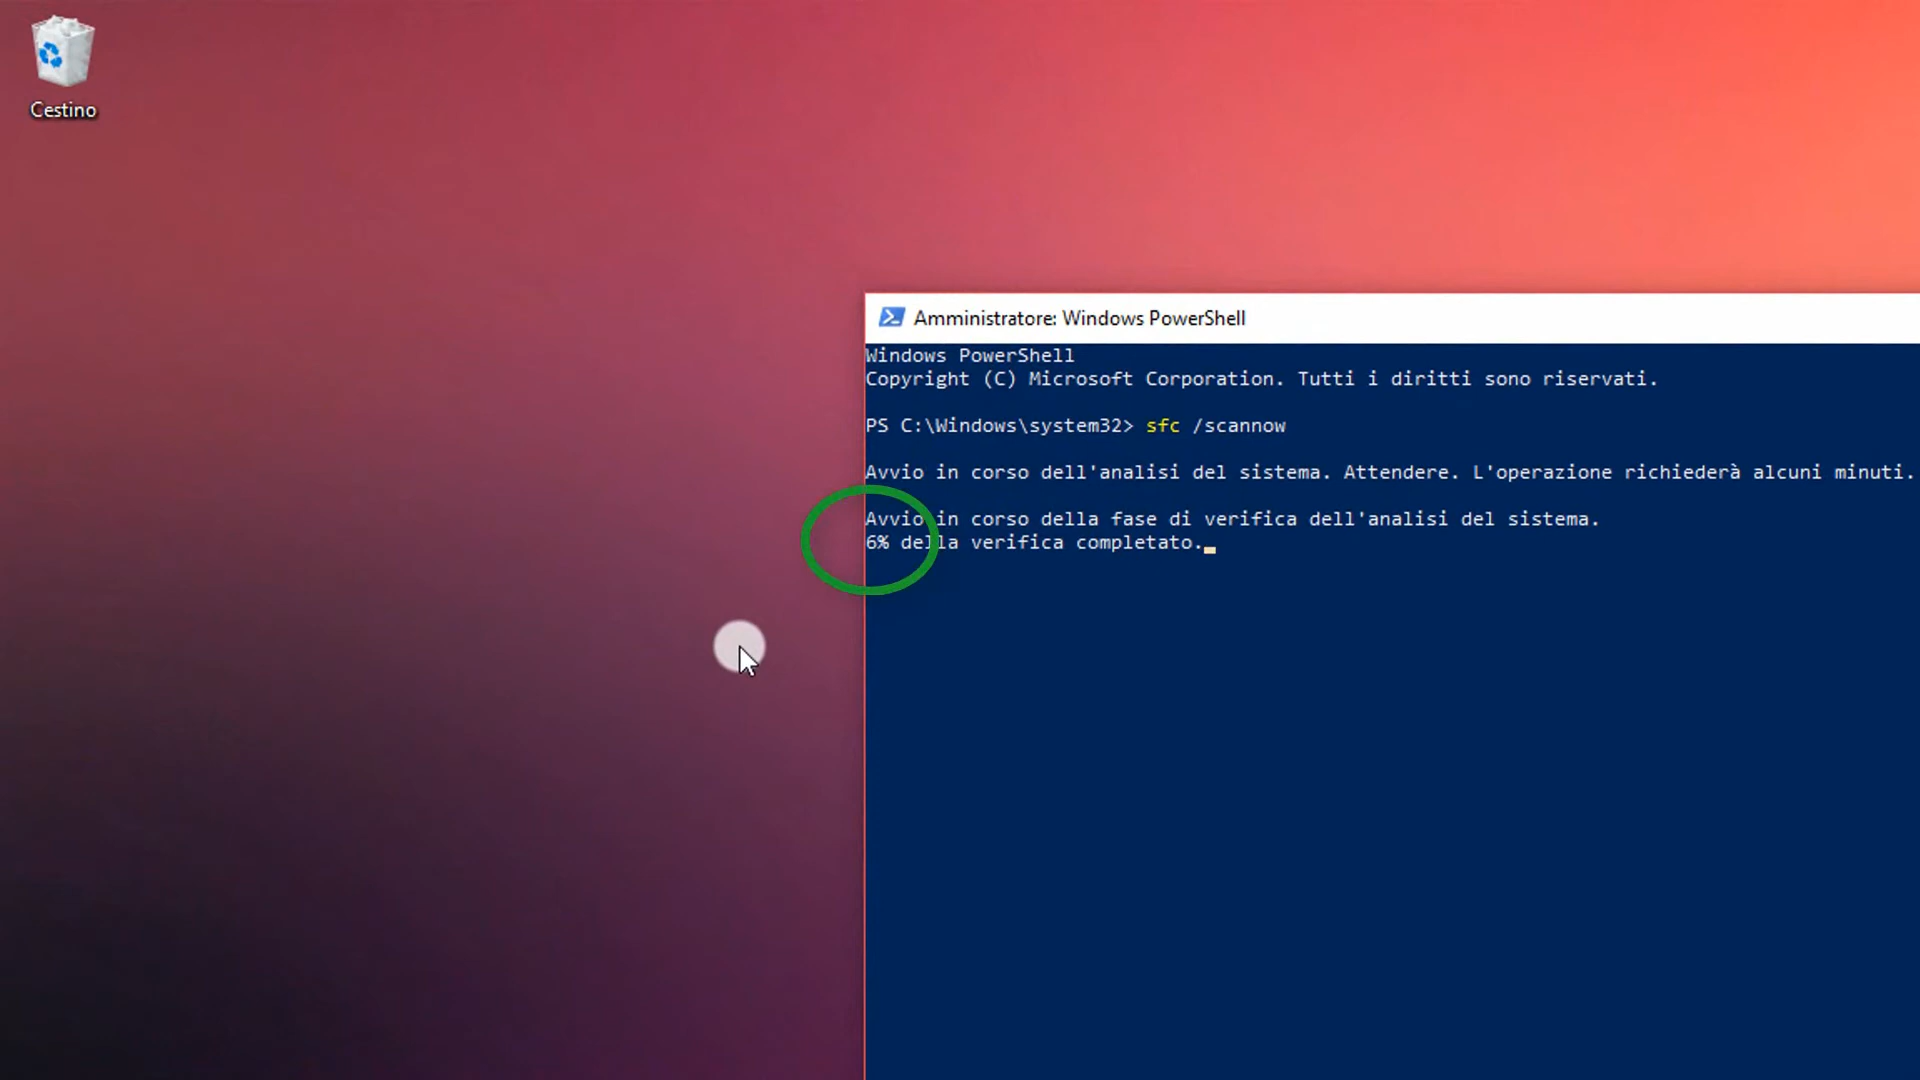 Cestino
Amministratore: Windows PowerShell
Windows PowerShell
Copyright (C) Microsoft Corporation. Tutti i diritti sono riservati.
PS C:\Windows\system32> sfc /scannow
Avvio in corso dell'analisi del sistema. Attendere. L'operazione richiederà alcuni minuti.
Avvio in corso della fase di verifica dell'analisi del sistema.
6% della verifica completato.